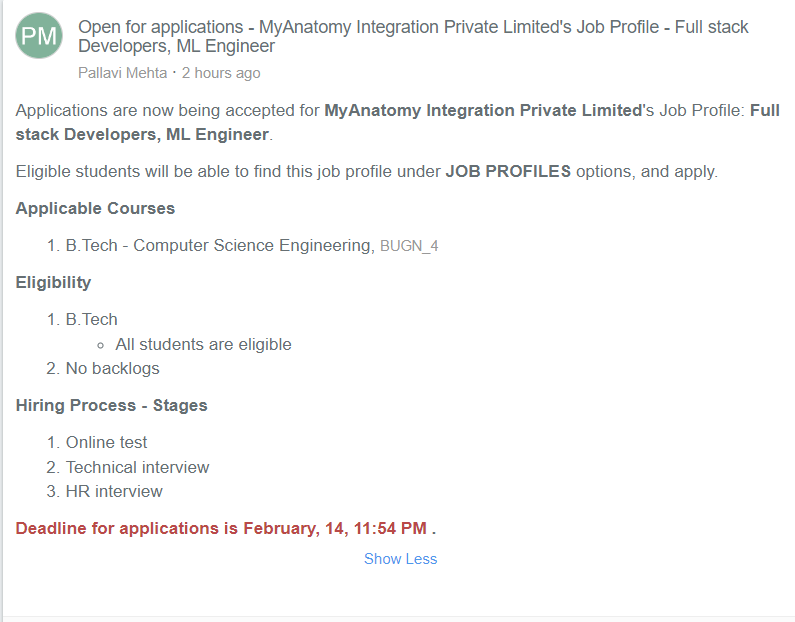 PM
Open for applications - MyAnatomy Integration Private Limited's Job Profile - Full stack
Developers, ML Engineer
Pallavi Mehta · 2 hours ago
Applications are now being accepted for MyAnatomy Integration Private Limited's Job Profile: Full
stack Developers, ML Engineer.
Eligible students will be able to find this job profile under JOB PROFILES options, and apply.
Applicable Courses
1. B.Tech - Computer Science Engineering, BUGN_4
Eligibility
1. B.Tech
○ All students are eligible
2. No backlogs
Hiring Process - Stages
1. Online test
2. Technical interview
3. HR interview
Deadline for applications is February, 14, 11:54 PM .
Show Less